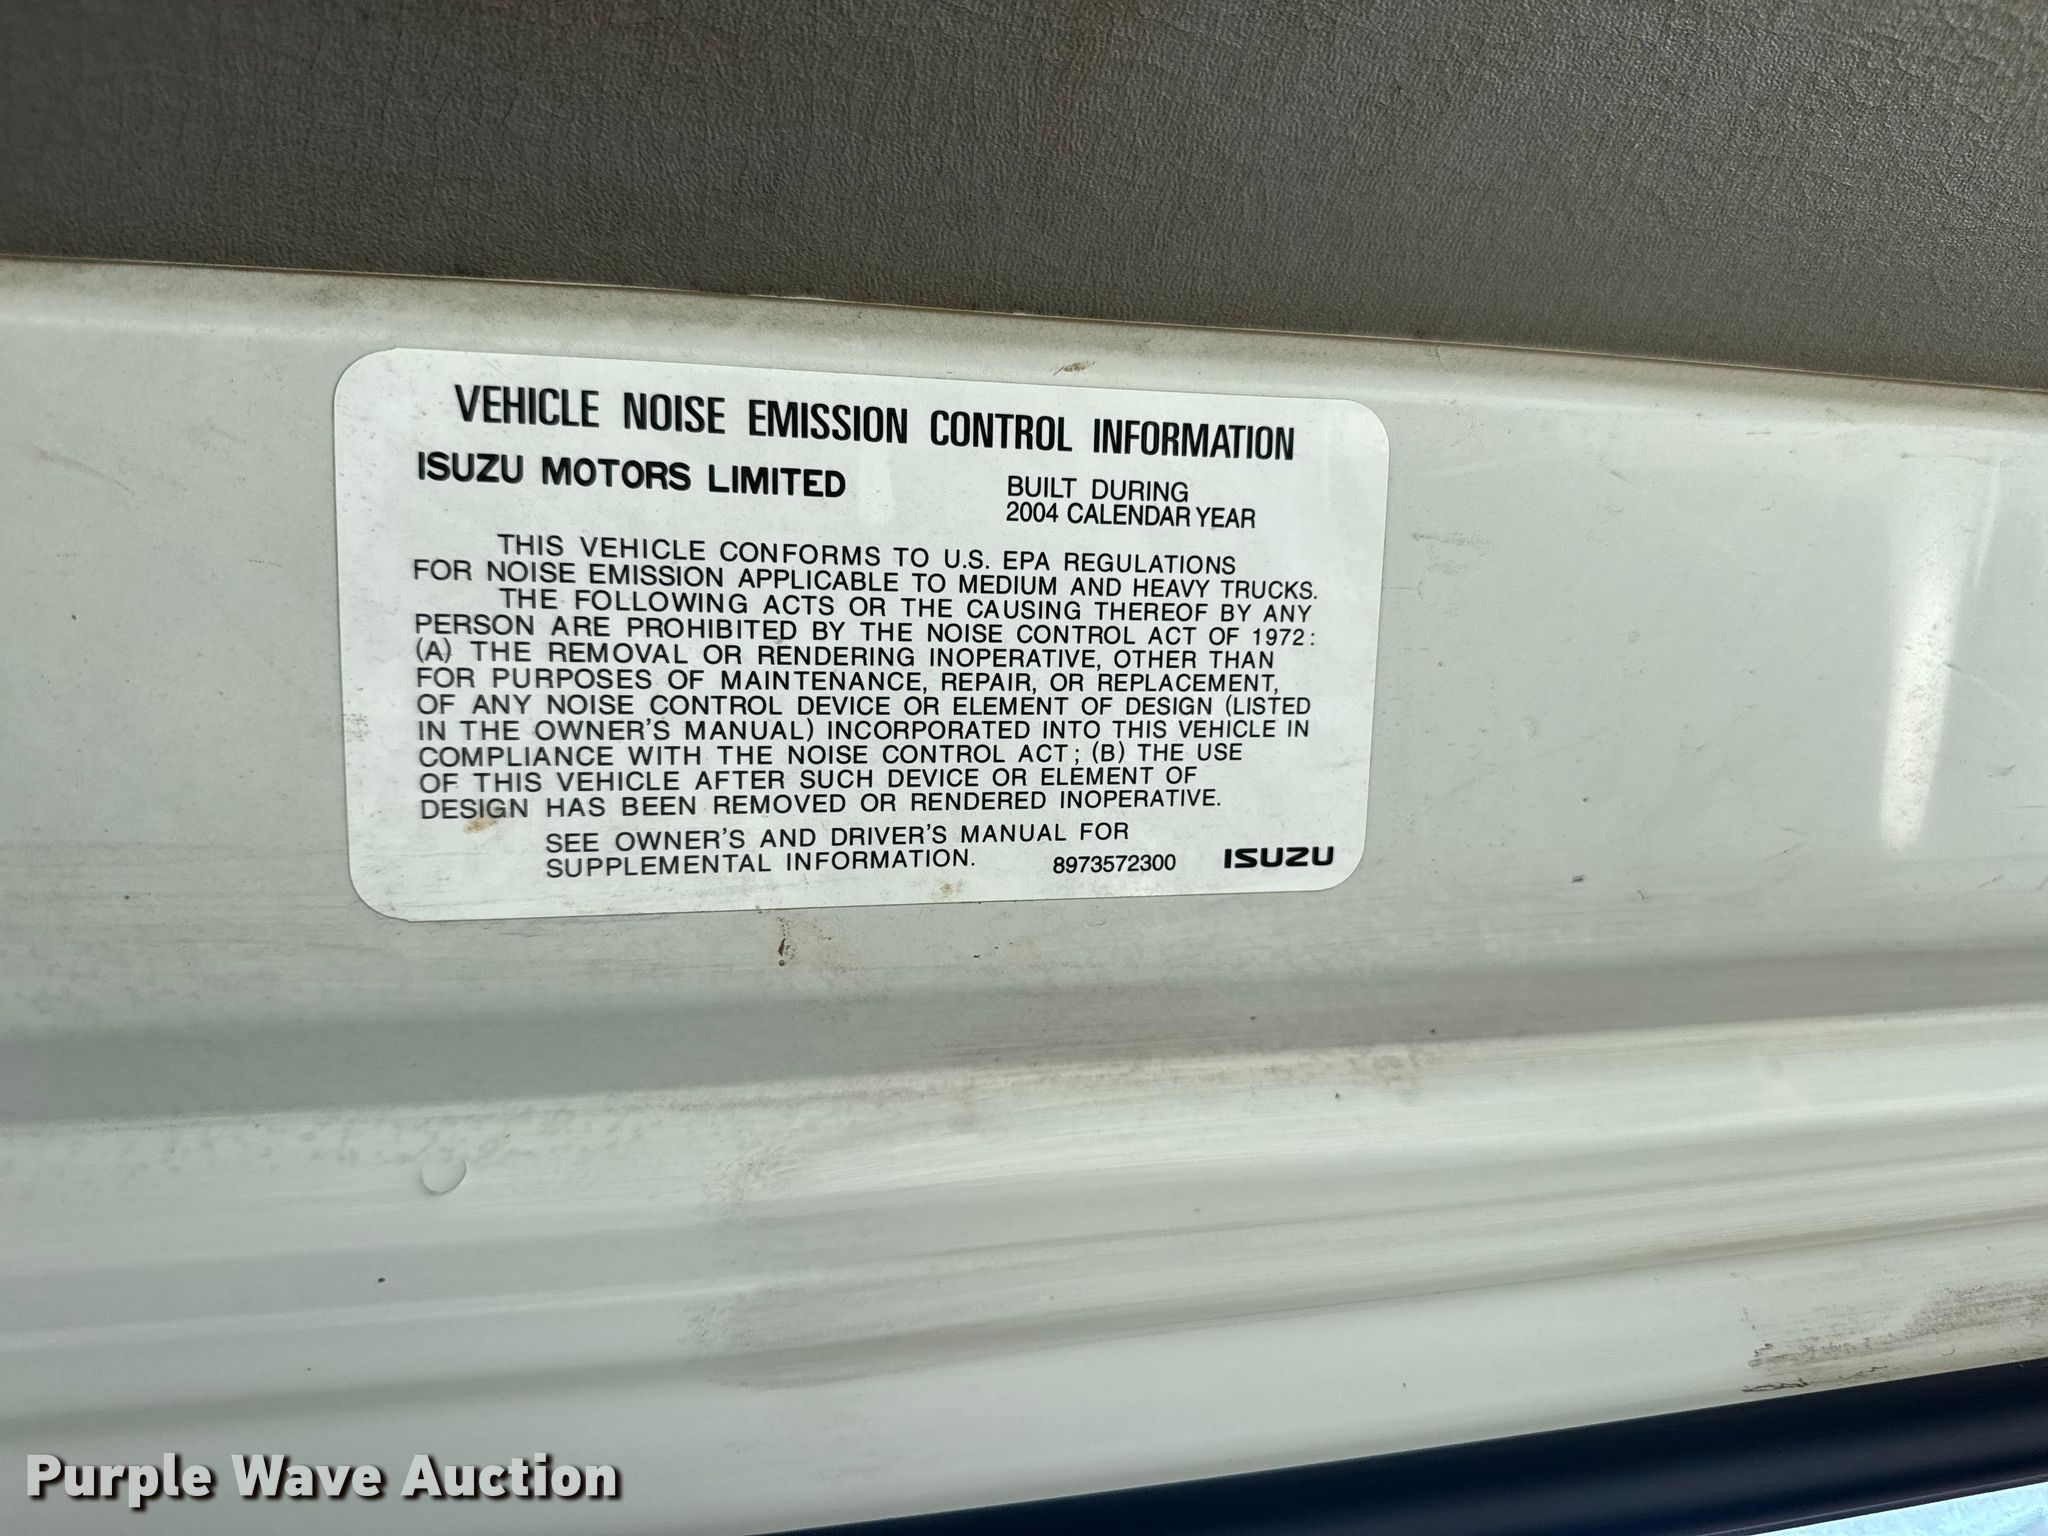 VEHICLE NOISE EMISSION CONTROL INFORMATION
ISUZU MOTORS LIMITED
BUILT DURING
2004 CALENDAR YEAR
THIS VEHICLE CONFORMS TO U.S. EPA REGULATIONS
FOR NOISE EMISSION APPLICABLE TO MEDIUM AND HEAVY TRUCKS.
THE FOLLOWING ACTS OR THE CAUSING THEREOF BY ANY
PERSON ARE PROHIBITED BY THE NOISE CONTROL ACT OF 1972:
(A) THE REMOVAL OR RENDERING INOPERATIVE, OTHER THAN
FOR PURPOSES OF MAINTENANCE, REPAIR, OR REPLACEMENT,
OF ANY NOISE CONTROL DEVICE OR ELEMENT OF DESIGN (LISTED
IN THE OWNER'S MANUAL) INCORPORATED INTO THIS VEHICLE IN
COMPLIANCE WITH THE NOISE CONTROL ACT; (B) THE USE
OF THIS VEHICLE AFTER SUCH DEVICE OR ELEMENT OF
DESIGN HAS BEEN REMOVED OR RENDERED INOPERATIVE.
SEE OWNER'S AND DRIVER'S MANUAL FOR
SUPPLEMENTAL INFORMATION. 8973572300 ISUZU
Purple Wave Auction